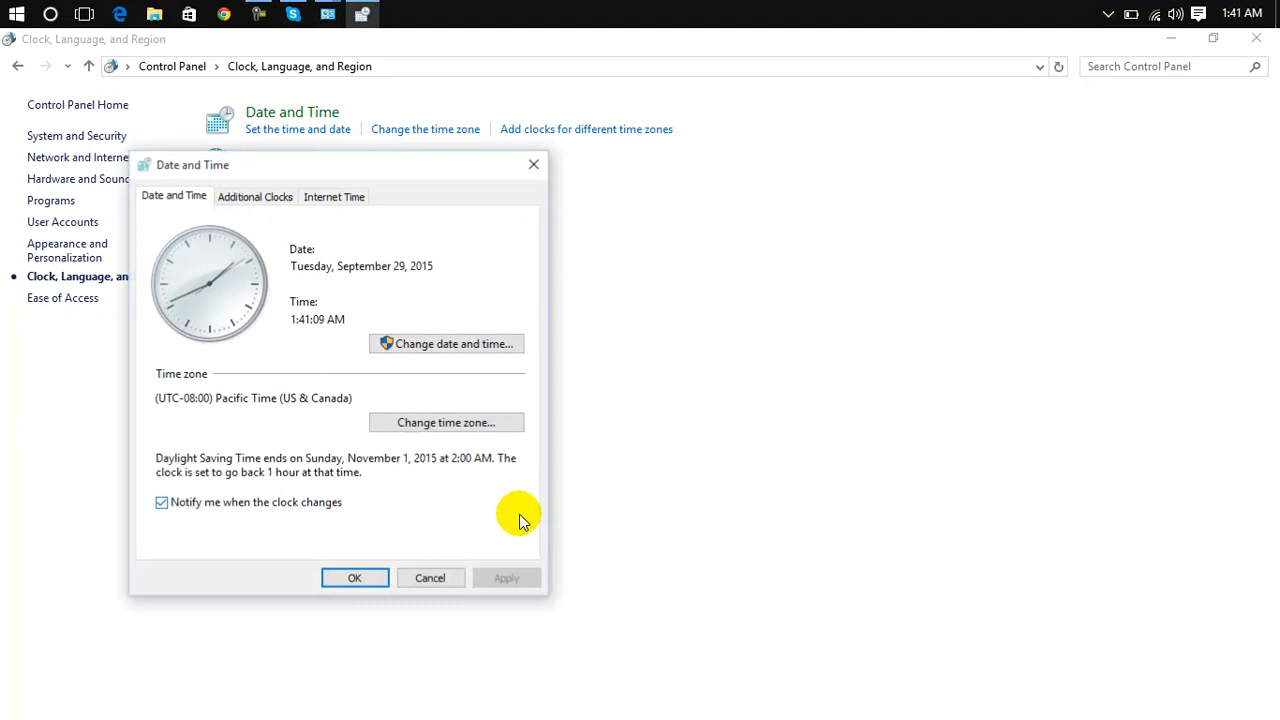 1:41 AM
Clock, Language, and Region
Control Panel
Clock, Language, and Region
Search Control Panel
Control Panel Home
System and Security
Network and Interne
Hardware and Sound
Programs
User Accounts
Appearance and
Personalization
Clock, Language, an
Ease of Access
Date and Time
Set the time and date
Change the time zone
Add clocks for different time zones
Date and Time
Date and Time
Additional Clocks
Internet Time
Date:
Tuesday, September 29, 2015
Time:
1:41:09 AM
Change date and time...
Time zone
(UTC-08:00) Pacific Time (US & Canada)
Change time zone...
Daylight Saving Time ends on Sunday, November 1, 2015 at 2:00 AM. The
clock is set to go back 1 hour at that time.
Notify me when the clock changes
OK
Cancel
Apply